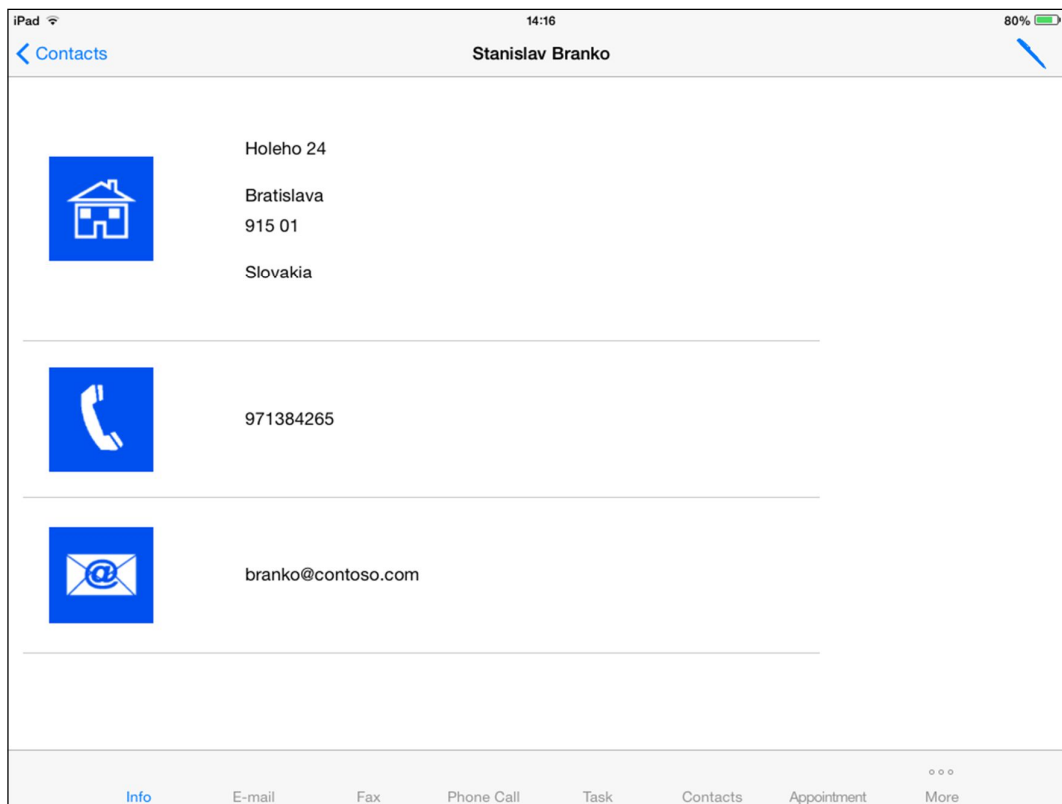 iPad 14:16 80%
Contacts Stanislav Branko
Holeho 24
Bratislava
915 01
Slovakia
971384265
@
branko@contoso.com
Info E-mail Fax Phone Call Task Contacts Appointment More